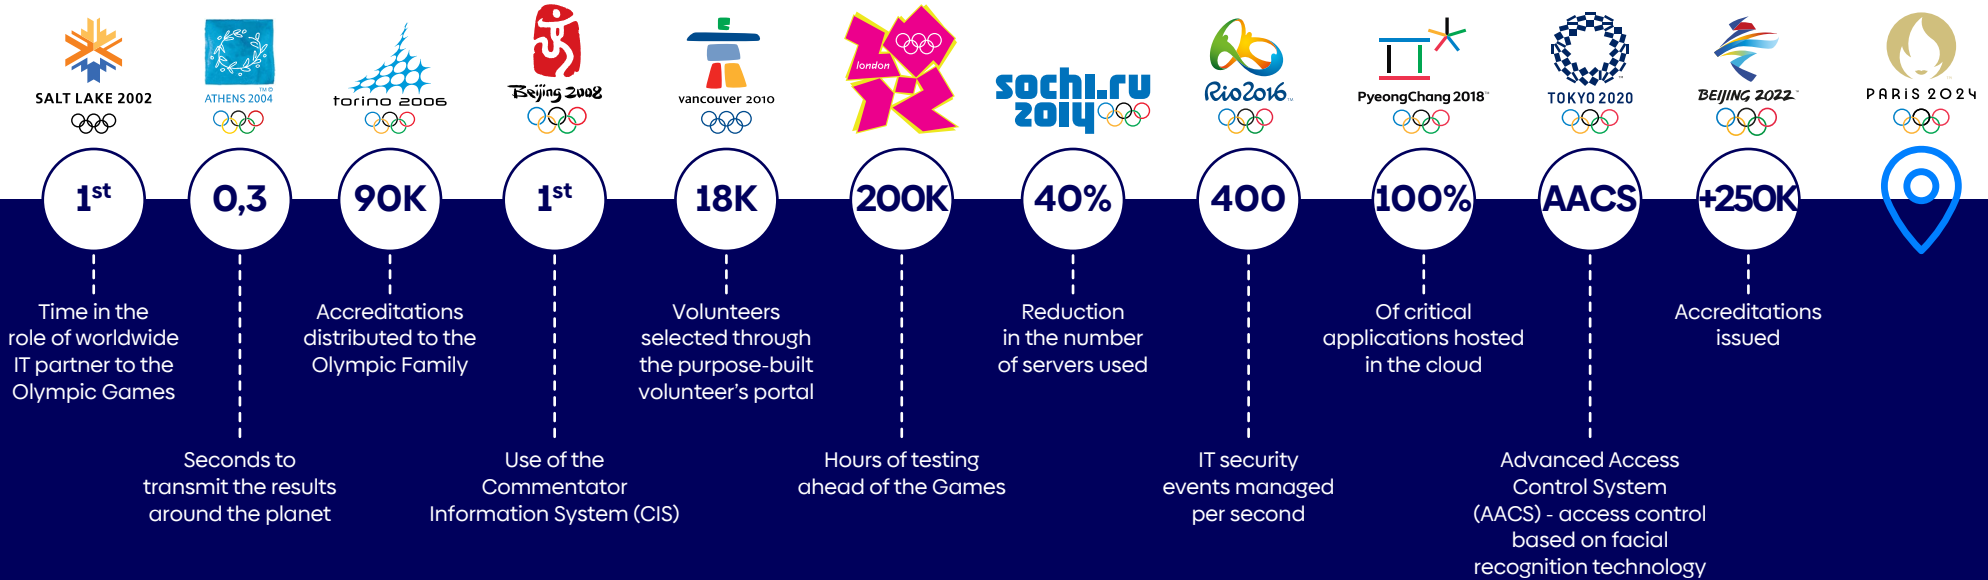 SALT LAKE 2002
ATHENS 2004
torino 2006
Beijing 2008
vancouver 2010
london
sochi.ru
2014
Rio2016
PyeongChang 2018
TOKYO 2020
BEIJING 2022
PARIS 2024
1st
0,3
90K
1st
18K
200K
40%
400
100%
AACS
+250K
Time in the
role of worldwide
IT partner to the
Olympic Games
Seconds to
transmit the results
around the planet
Accreditations
distributed to the
Olympic Family
Use of the
Commentator
Information System (CIS)
Volunteers
selected through
the purpose-built
volunteer’s portal
Hours of testing
ahead of the Games
Reduction
in the number
of servers used
IT security
events managed
per second
Of critical
applications hosted
in the cloud
Advanced Access
Control System
(AACS) - access control
based on facial
recognition technology
Accreditations
issued